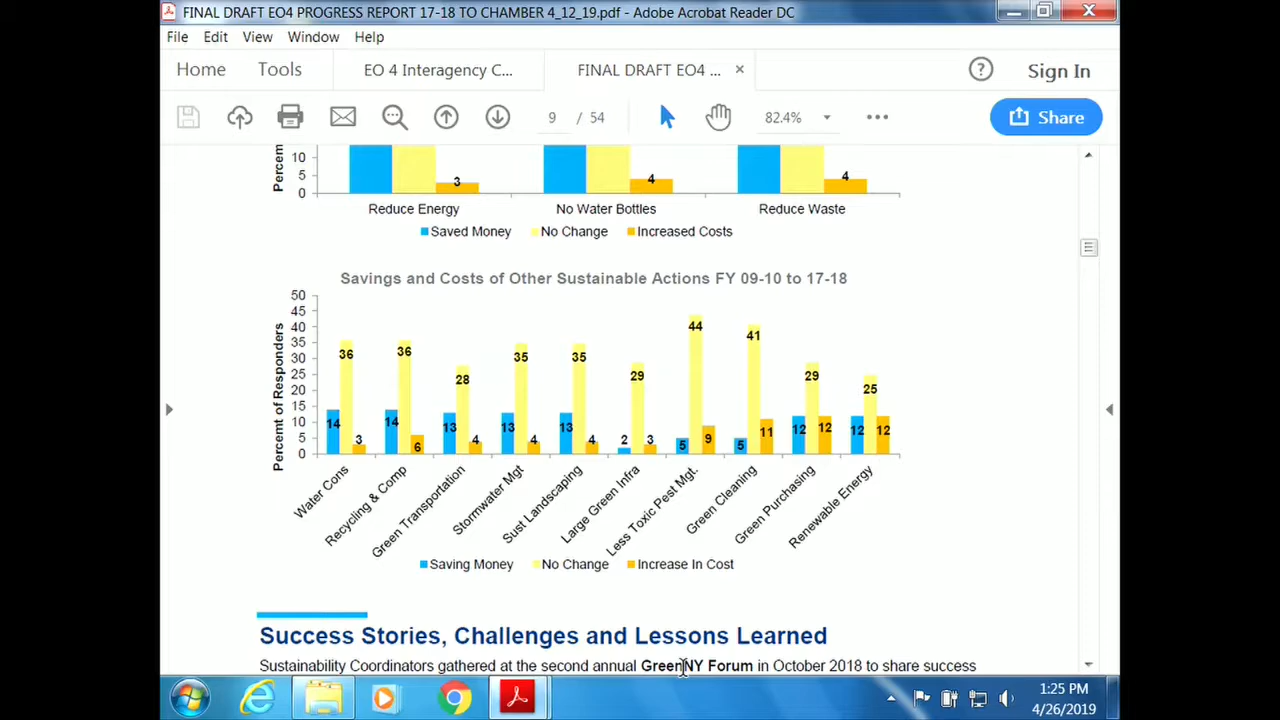 FINAL DRAFT EO4 PROGRESS REPORT 17-18 TO CHAMBER 4_12_19.pdf - Adobe Acrobat Reader DC
File Edit View Window Help
Home Tools EO 4 Interagency C... FINAL DRAFT EO4 ... × ? Sign In
9 / 54 82.4% Share
Percem
10
5
0
3 4 4
Reduce Energy No Water Bottles Reduce Waste
Saved Money No Change Increased Costs
Savings and Costs of Other Sustainable Actions FY 09-10 to 17-18
Percemt of Responders
50
45
40
35
30
25
20
15
10
5
0
14 36 3
14 36 6
13 28 4
13 35 4
13 35 4
2 29 3
5 44 9
5 41 11
12 29 12
12 25 12
Water Cons
Recycling & Comp
Green Transportation
Stormwater Mgt
Sust Landscaping
Large Green Infra
Less Toxic Pest Mgt.
Green Cleaning
Green Purchasing
Renewable Energy
Saving Money No Change Increase In Cost
Success Stories, Challenges and Lessons Learned
Sustainability Coordinators gathered at the second annual GreenNY Forum in October 2018 to share success
1:25 PM
4/26/2019